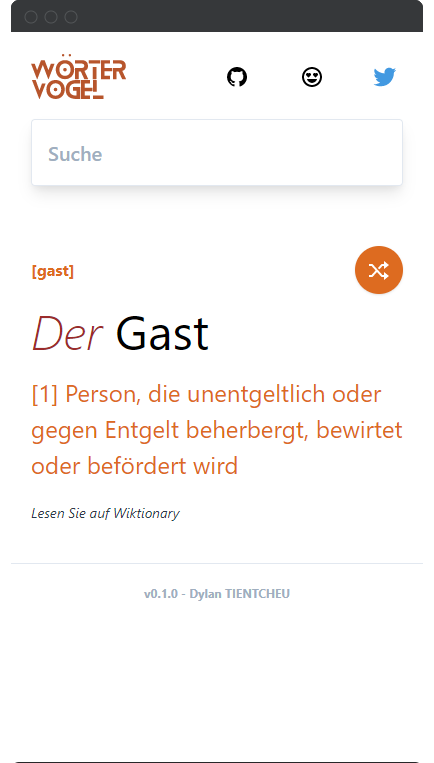 WÖRTER
VOGEL
Suche
[gast]
Der Gast
[1] Person, die unentgeltlich oder
gegen Entgelt beherbergt, bewirtet
oder befördert wird
Lesen Sie auf Wiktionary
v0.1.0 - Dylan TIENTCHEU